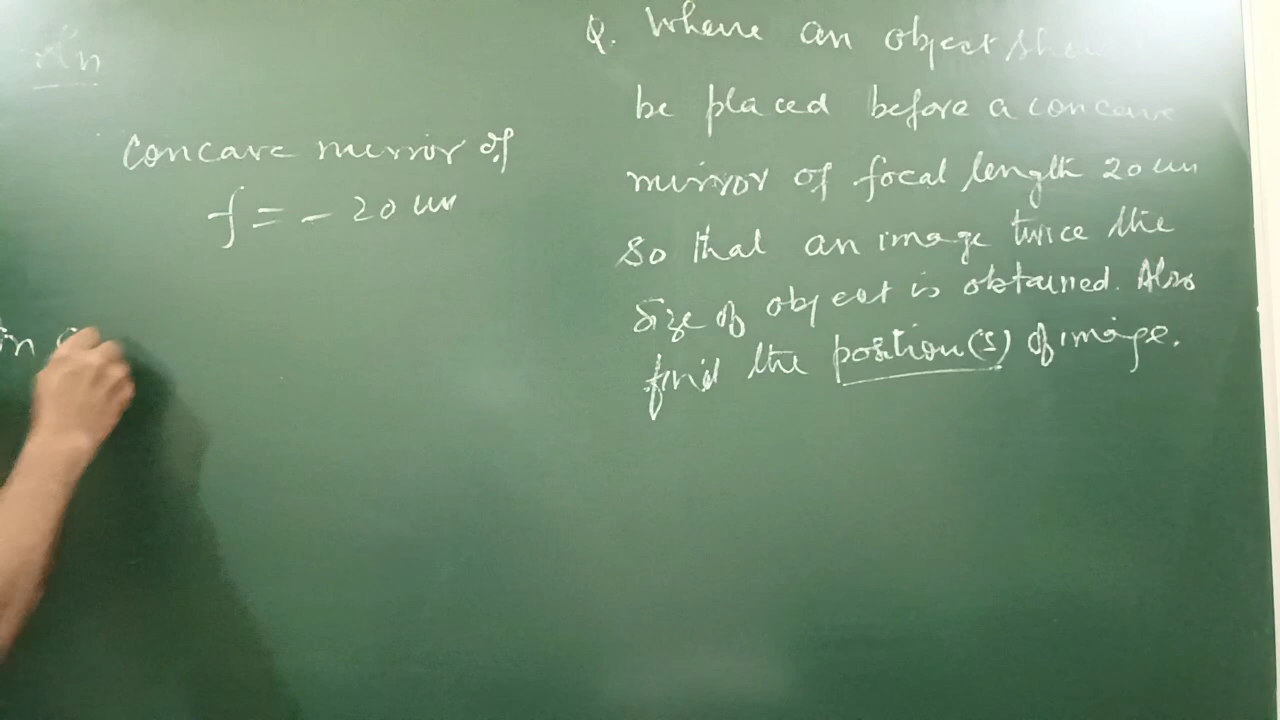 Soln
Concave mirror of
f = - 20 cm
Q. Where an object
be placed before a concave
mirror of focal length 20 cm
so that an image twice the
size of object is obtained. Also
find the position(s) of image.